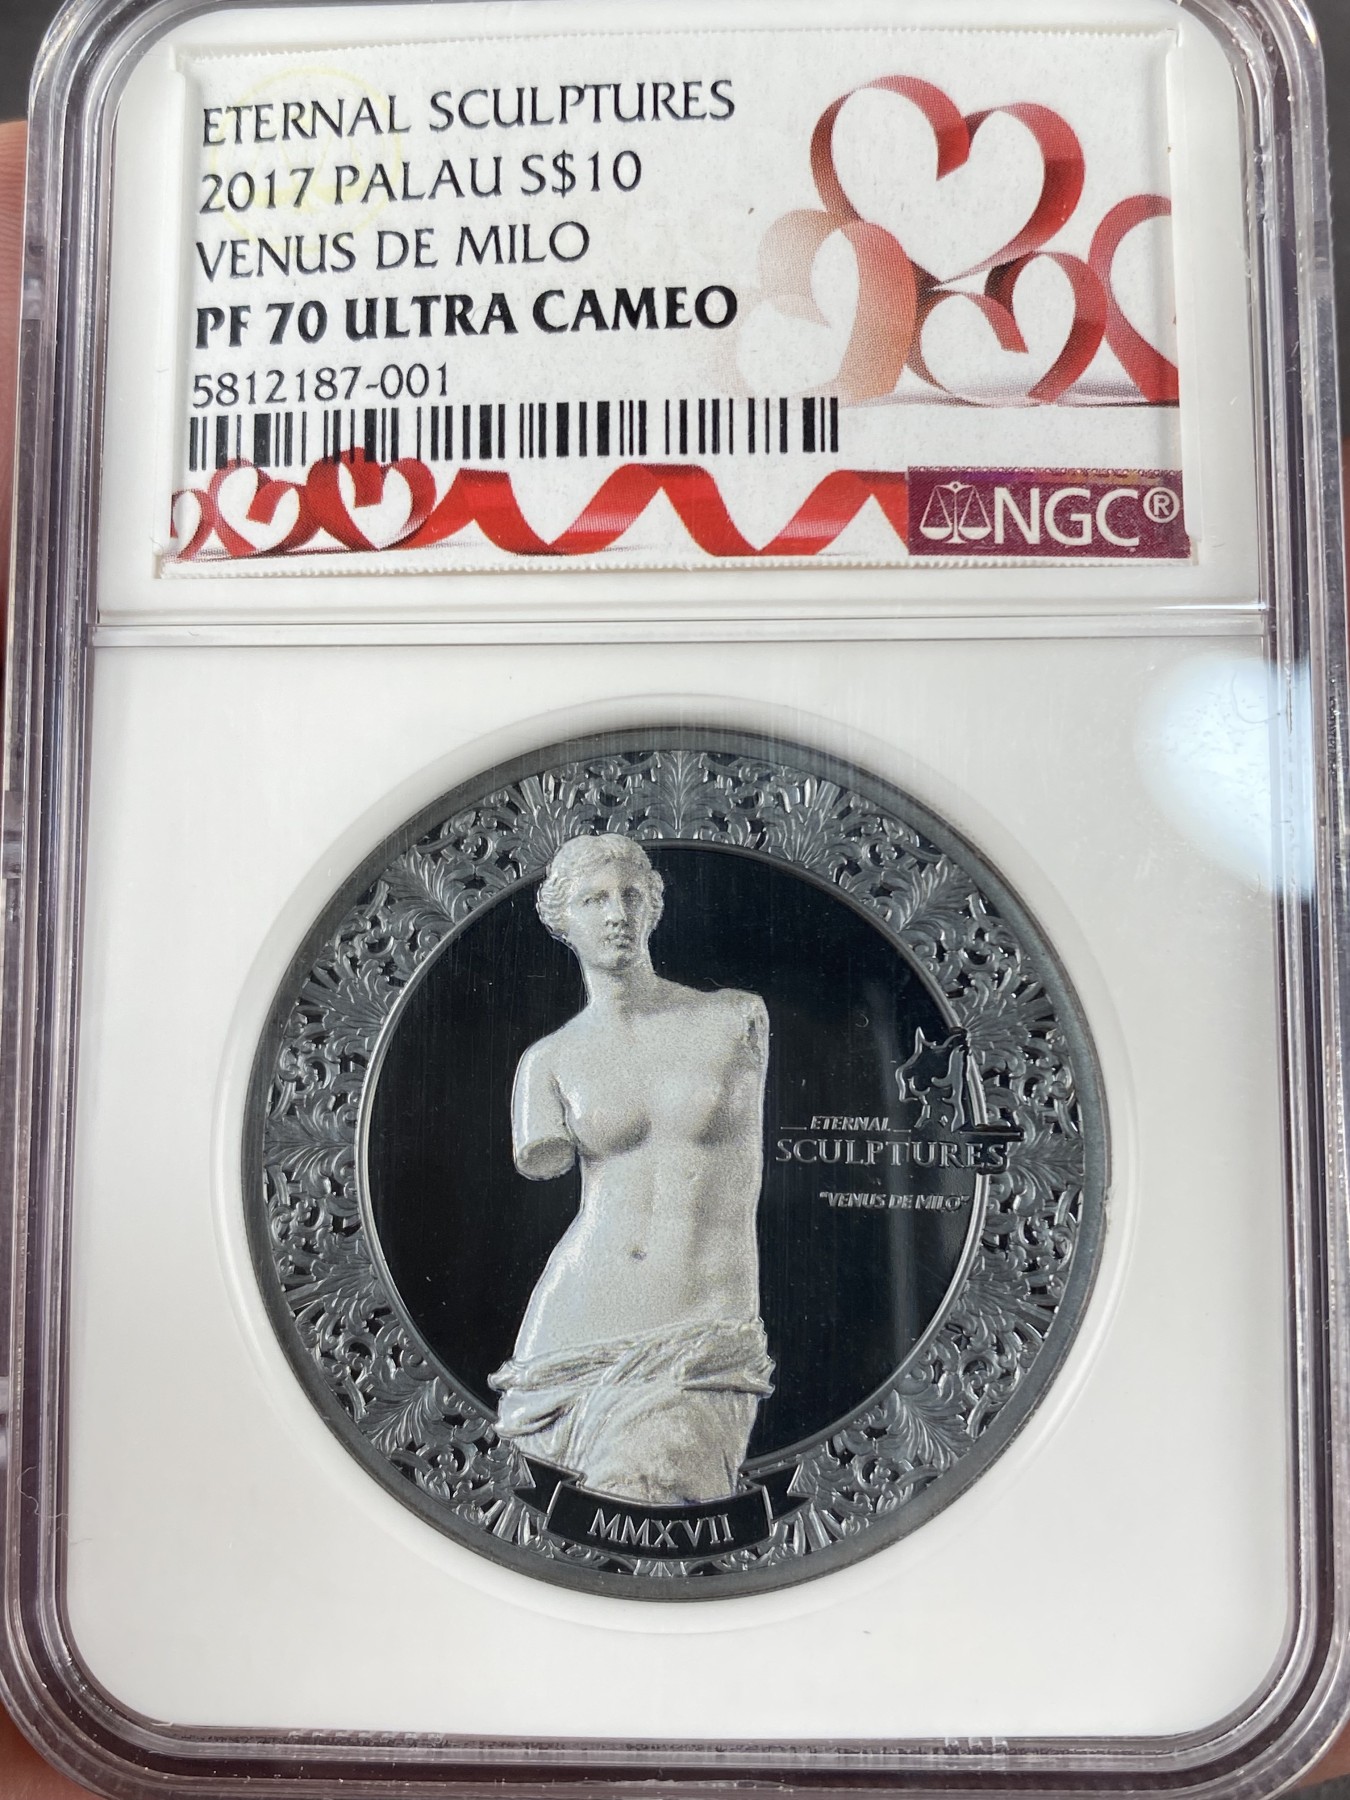 ETERNAL SCULPTURES
2017 PALAU S$10
VENUS DE MILO
PF 70 ULTRA CAMEO
5812187-001
NGC®
ETERNAL
SCULPTURES
"VENUS DE MILO"
MMXVII